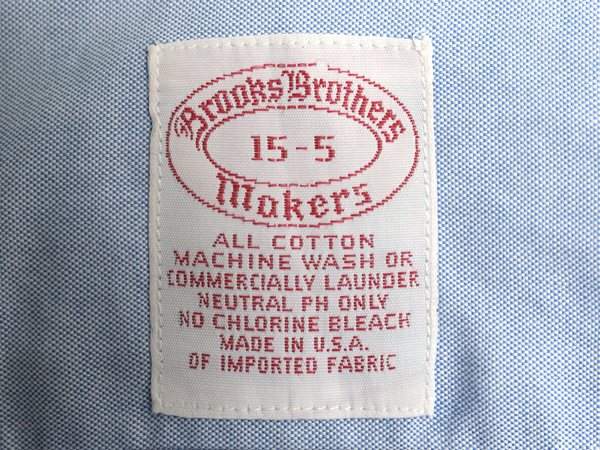 Brooks Brothers
15-5
Makers
ALL COTTON
MACHINE WASH OR
COMMERCIALLY LAUNDER
NEUTRAL PH ONLY
NO CHLORINE BLEACH
MADE IN U.S.A.
OF IMPORTED FABRIC